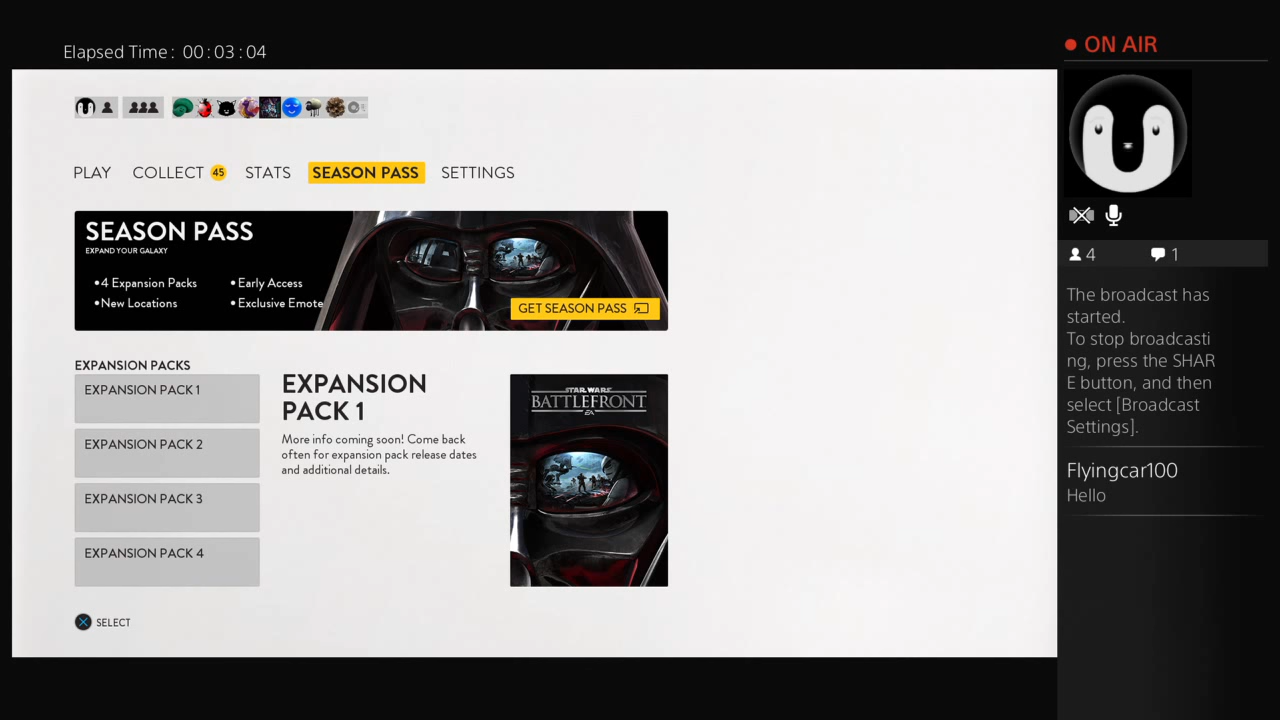 Elapsed Time: 00:03:04
ON AIR
PLAY COLLECT 45 STATS SEASON PASS SETTINGS
SEASON PASS
EXPAND YOUR GALAXY
•4 Expansion Packs •Early Access
•New Locations •Exclusive Emote
GET SEASON PASS
EXPANSION PACKS
EXPANSION PACK 1
EXPANSION PACK 2
EXPANSION PACK 3
EXPANSION PACK 4
EXPANSION
PACK 1
More info coming soon! Come back
often for expansion pack release dates
and additional details.
STAR WARS
BATTLEFRONT
EA
SELECT
4 1
The broadcast has
started.
To stop broadcasti
ng, press the SHAR
E button, and then
select [Broadcast
Settings].
Flyingcar100
Hello